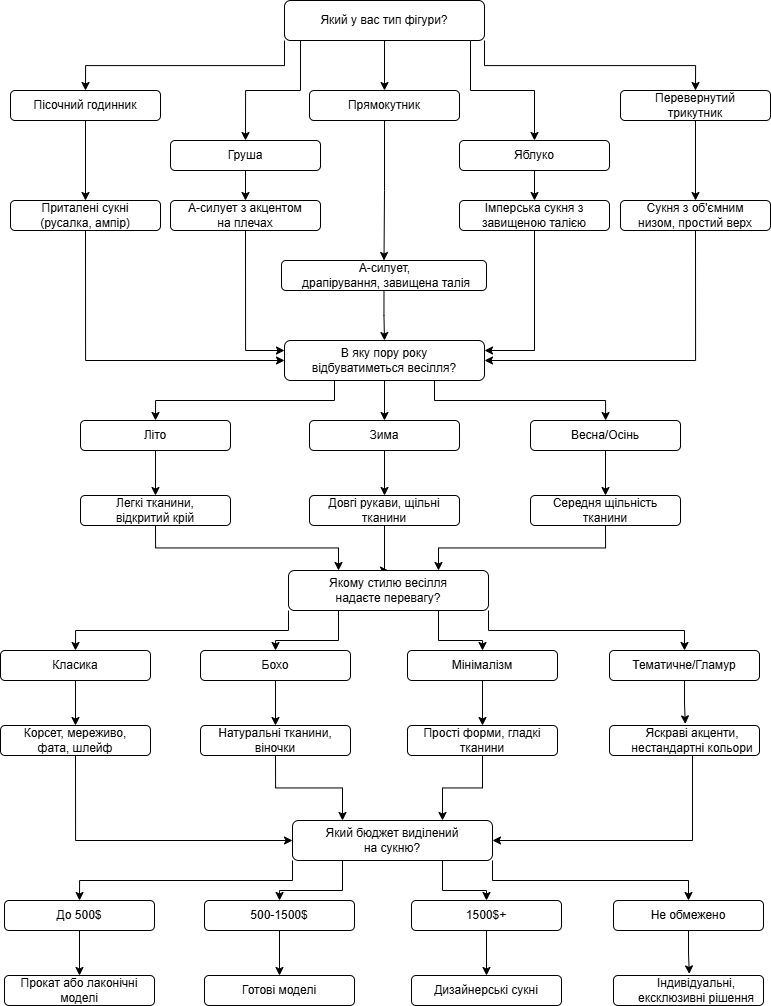 Який у вас тип фігури?
Пісочний годинник
Прямокутник
Перевернутий
трикутник
Груша
Яблуко
Приталені сукні
(русалка, ампір)
А-силует з акцентом
на плечах
Імперська сукня з
завищеною талією
Сукня з об'ємним
низом, простий верх
А-силует,
драпірування, завищена талія
В яку пору року
відбуватиметься весілля?
Літо
Зима
Весна/Осінь
Легкі тканини,
відкритий крій
Довгі рукави, щільні
тканини
Середня щільність
тканини
Якому стилю весілля
надаєте перевагу?
Класика
Бохо
Мінімалізм
Тематичне/Гламур
Корсет, мереживо,
фата, шлейф
Натуральні тканини,
віночки
Прості форми, гладкі
тканини
Яскраві акценти,
нестандартні кольори
Який бюджет виділений
на сукню?
До 500$
500-1500$
1500$+
Не обмежено
Прокат або лаконічні
моделі
Готові моделі
Дизайнерські сукні
Індивідуальні,
ексклюзивні рішення